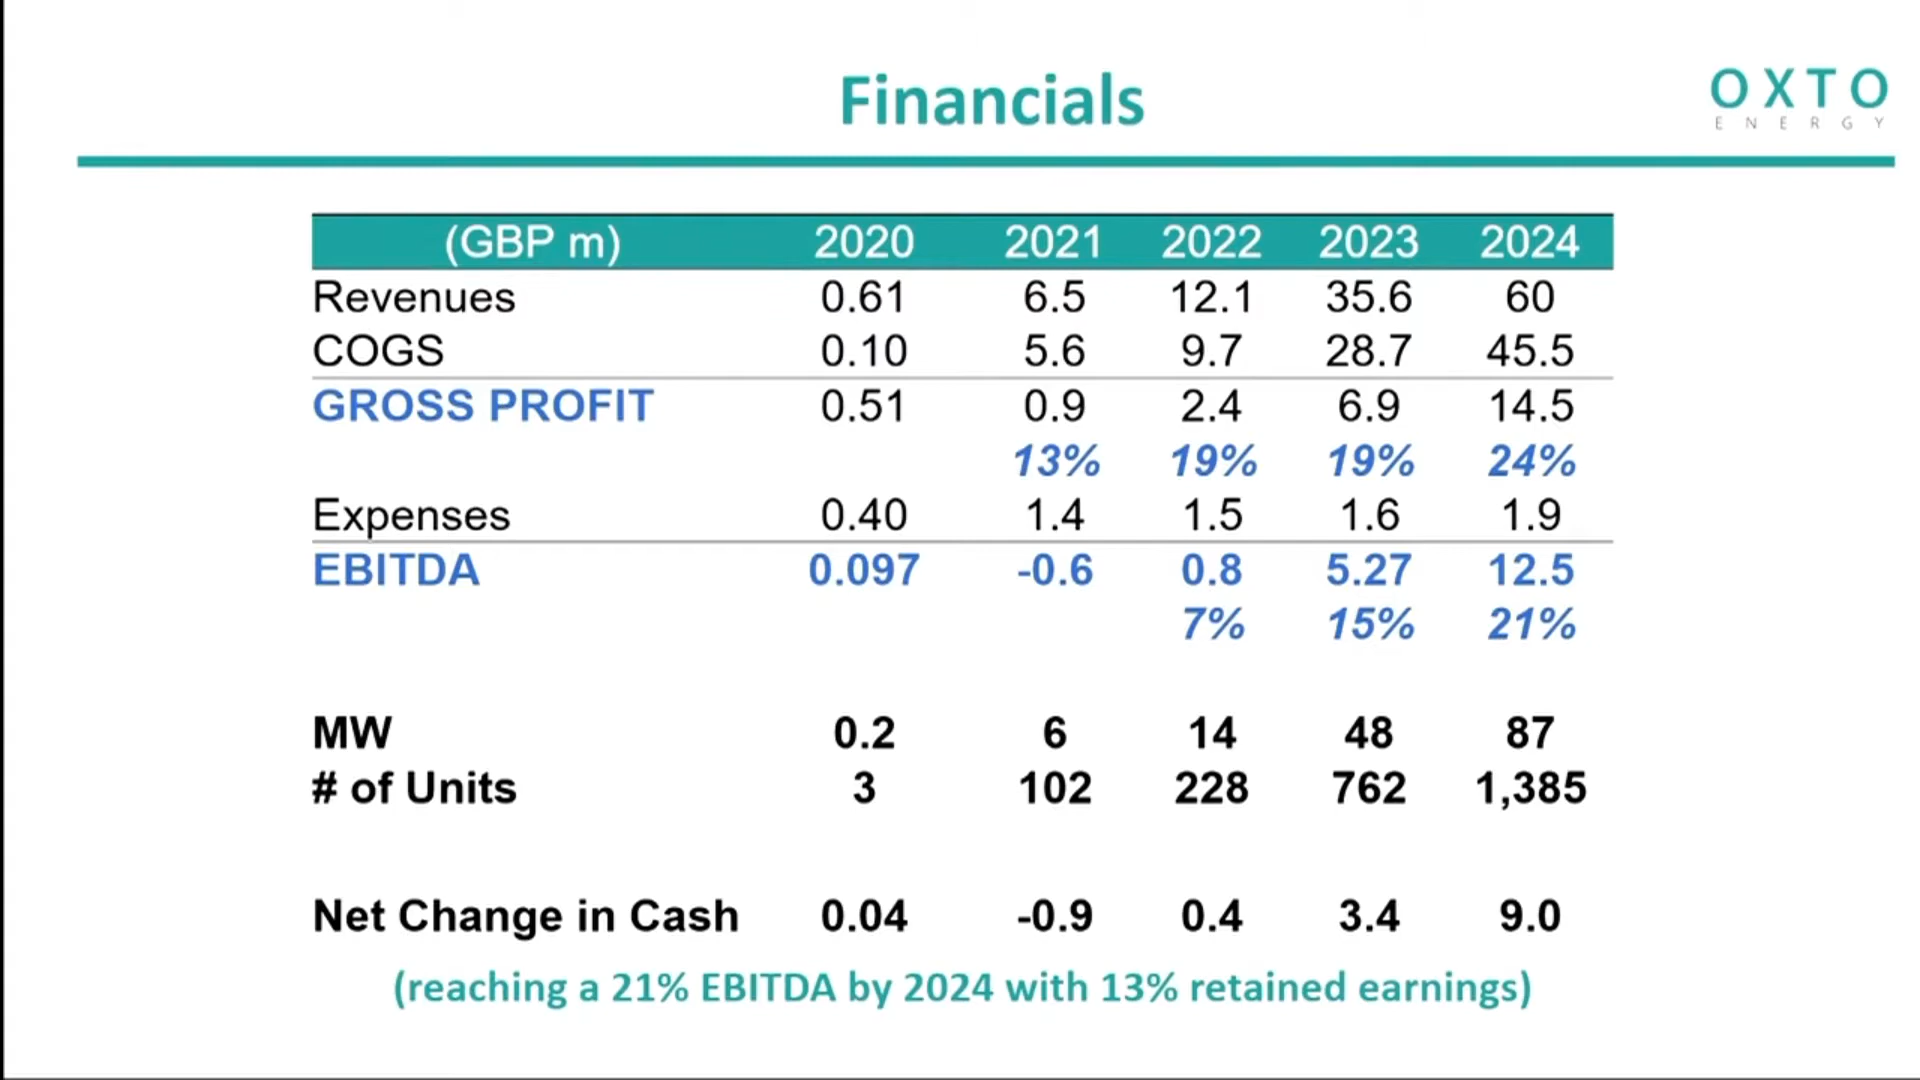 Financials
OXTO
ENERGY
(GBP m) 2020 2021 2022 2023 2024
Revenues 0.61 6.5 12.1 35.6 60
COGS 0.10 5.6 9.7 28.7 45.5
GROSS PROFIT 0.51 0.9 2.4 6.9 14.5
13% 19% 19% 24%
Expenses 0.40 1.4 1.5 1.6 1.9
EBITDA 0.097 -0.6 0.8 5.27 12.5
7% 15% 21%
MW 0.2 6 14 48 87
# of Units 3 102 228 762 1,385
Net Change in Cash 0.04 -0.9 0.4 3.4 9.0
(reaching a 21% EBITDA by 2024 with 13% retained earnings)